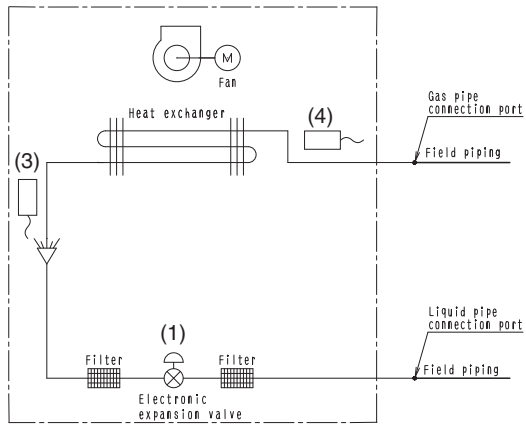 M
Fan
Heat exchanger
(4)
Gas pipe
connection port
Field piping
(3)
Liquid pipe
connection port
(1)
Filter
Filter
Field piping
Electronic
expansion valve